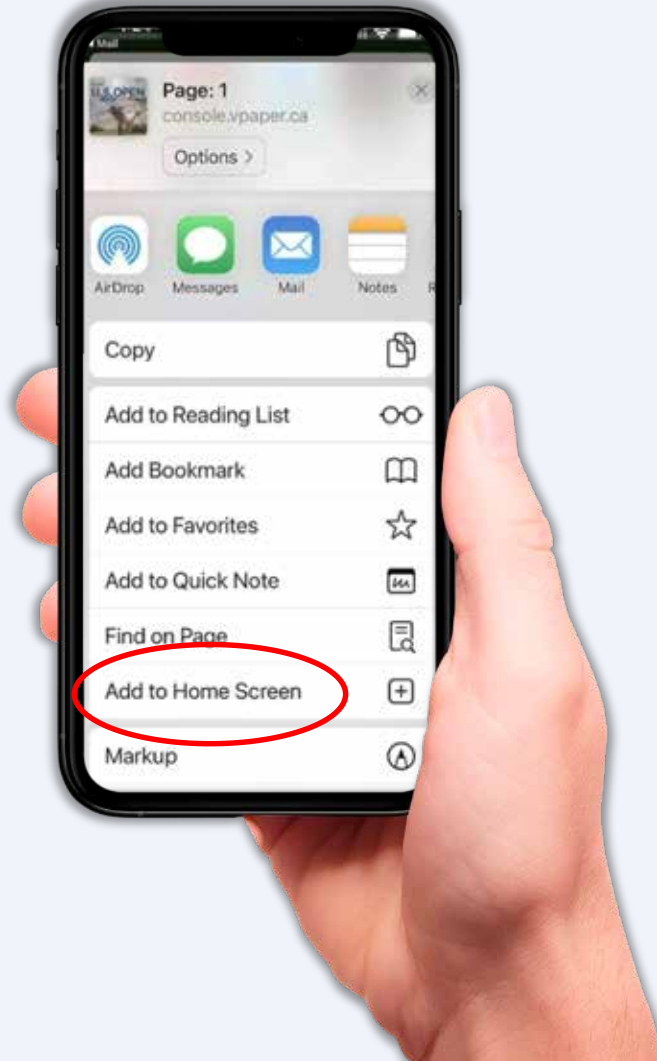 Mail
U.S. OPEN
Page: 1
console.vpaper.ca
Options >
AirDrop
Messages
Mail
Notes
R
Copy
Add to Reading List
Add Bookmark
Add to Favorites
Add to Quick Note
Find on Page
Add to Home Screen
Markup